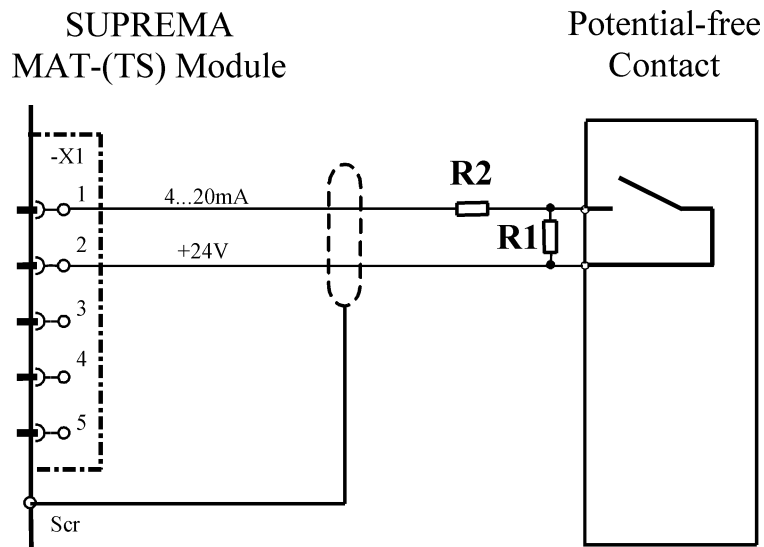 SUPREMA
MAT-(TS) Module
Potential-free
Contact
-X1
1
4...20mA
R2
R1
2
+24V
3
4
5
Scr